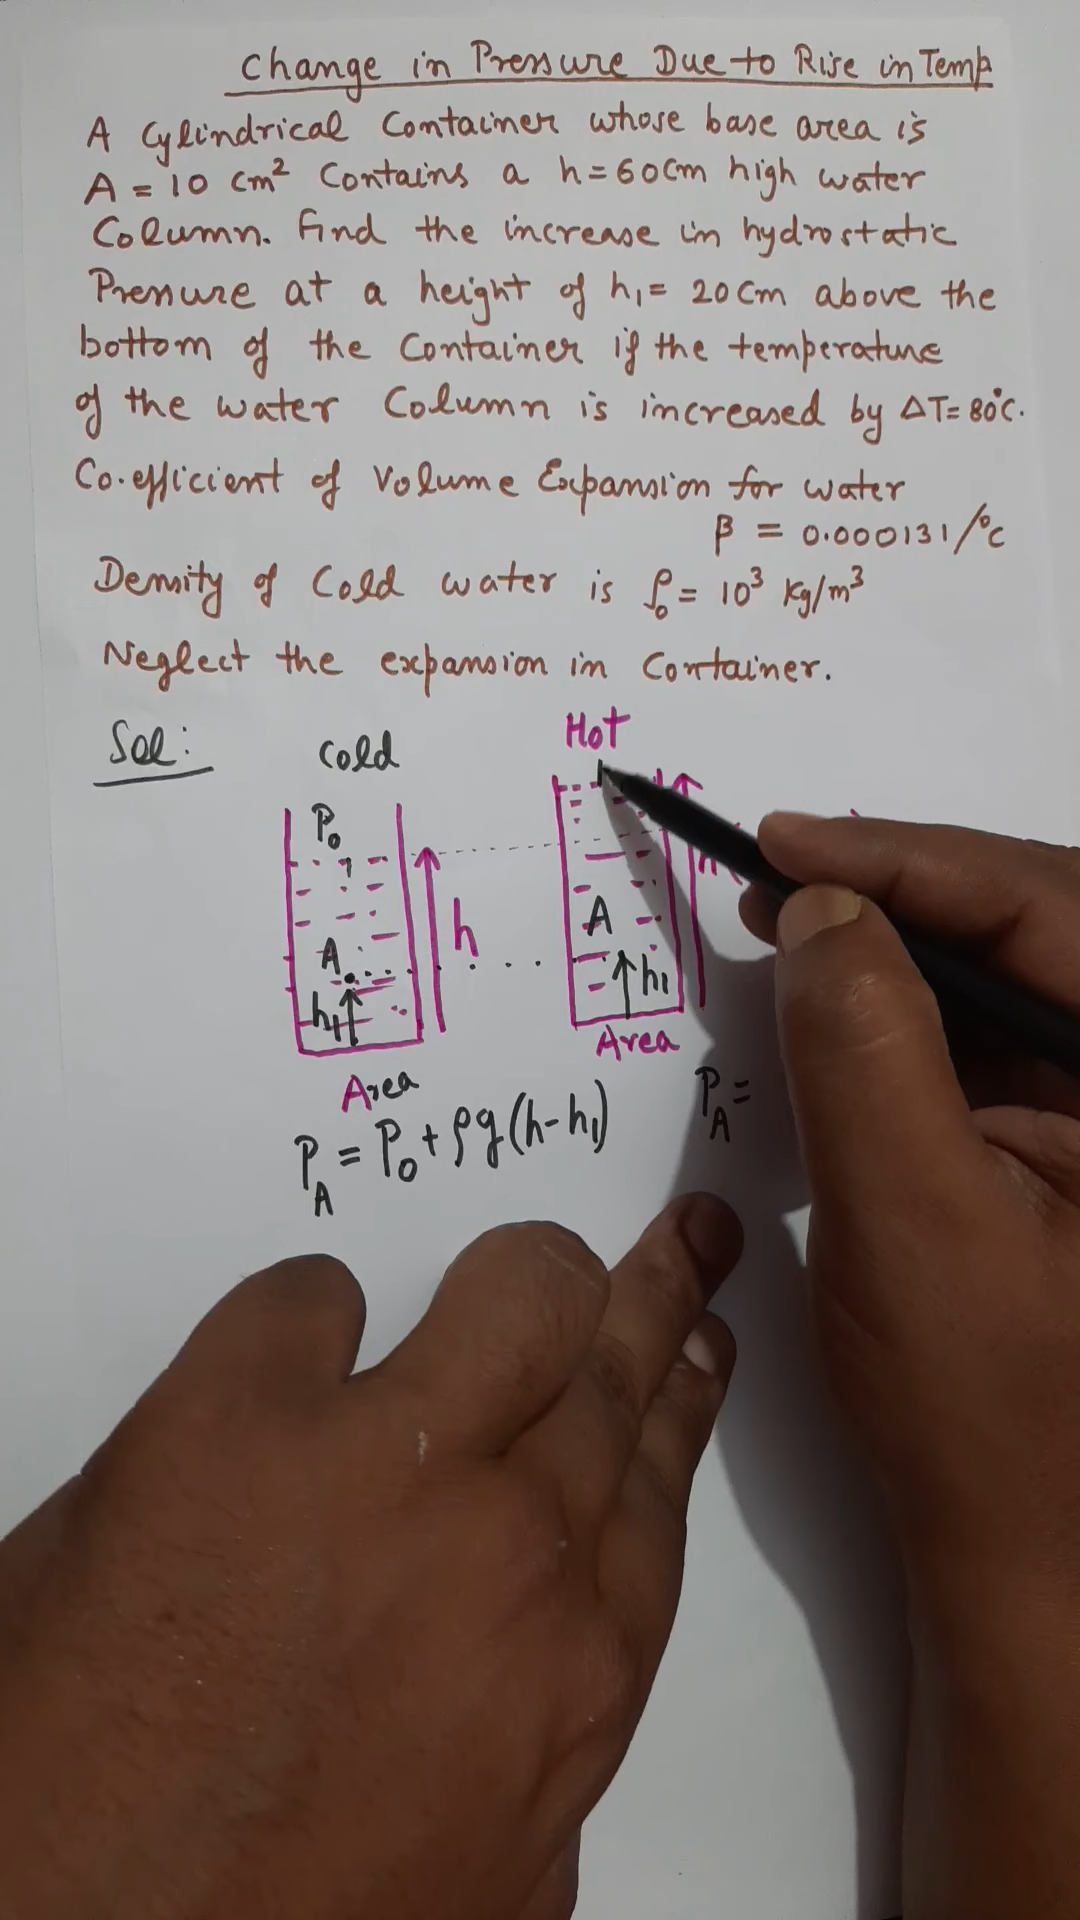 Change in Pressure Due to Rise in Temp
A Cylindrical Container whose base area is
A = 10 cm² Contains a h=60cm high water
Column. Find the increase in hydrostatic
Pressure at a height of h₁= 20cm above the
bottom of the Container if the temperature
of the water Column is increased by ΔT= 80°C.
Co.efficient of Volume Expansion for water
β = 0.000131/°C
Density of Cold water is ρ₀= 10³ kg/m³
Neglect the expansion in Container.
Sol:
Cold
Hot
P₀
h
A
h₁
A
h₁
Area
Area
P_A = P₀ + ρg(h-h₁)
P_A =